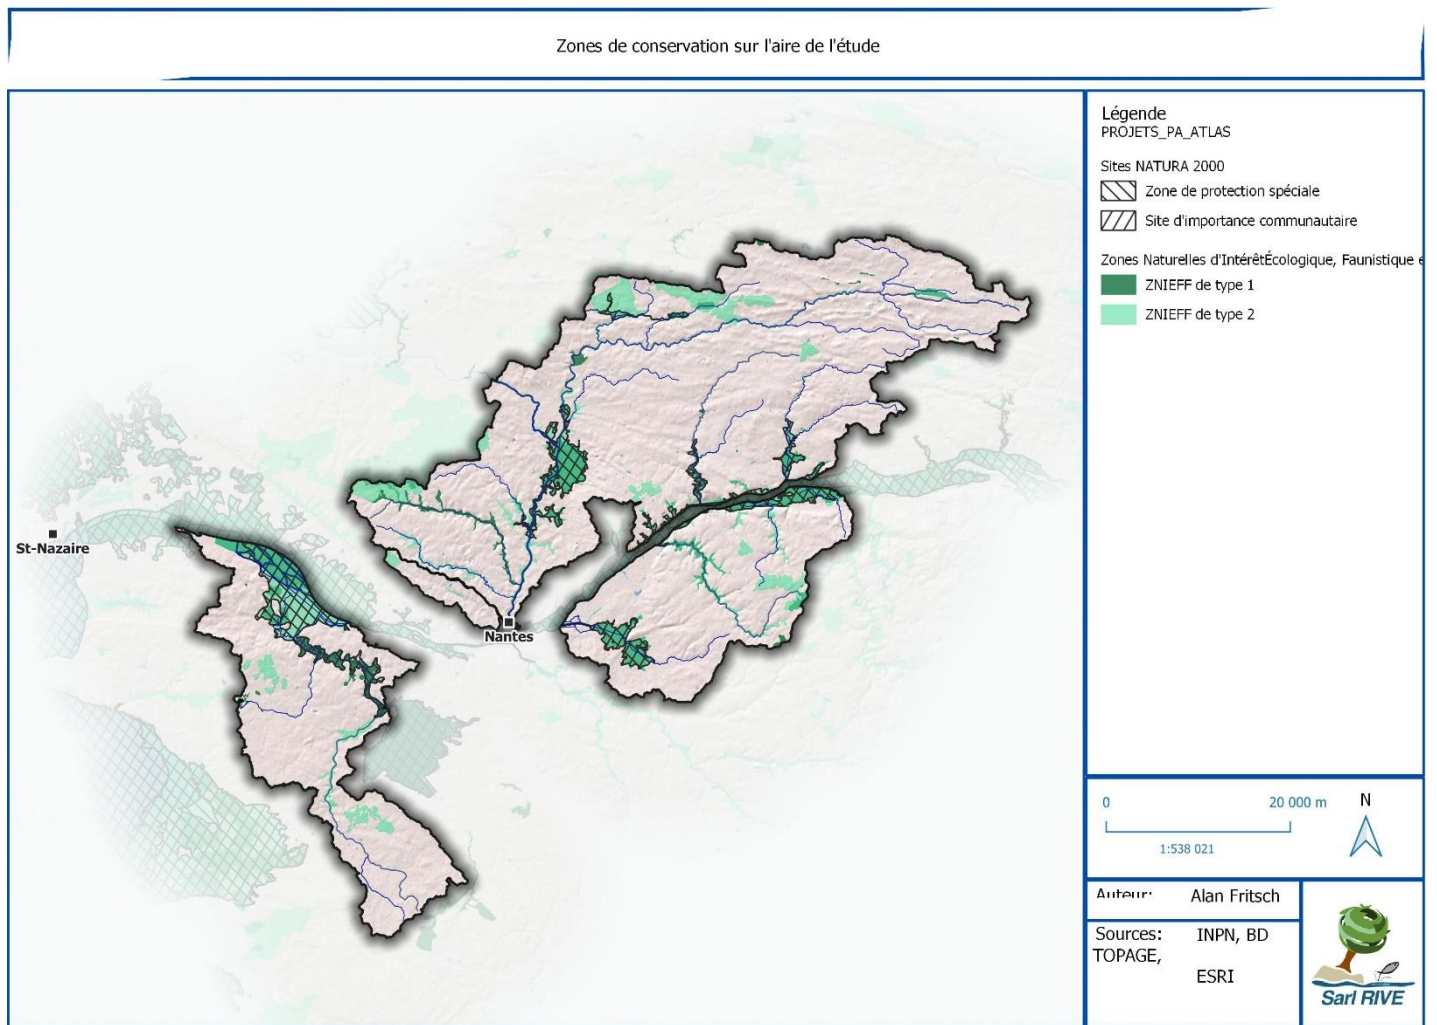 Zones de conservation sur l'aire de l'étude
Légende
PROJETS_PA_ATLAS
Sites NATURA 2000
Zone de protection spéciale
Site d'importance communautaire
Zones Naturelles d'IntérêtÉcologique, Faunistique e
ZNIEFF de type 1
ZNIEFF de type 2
St-Nazaire
Nantes
0 20 000 m N
1:538 021
Auteur: Alan Fritsch
Sources: INPN, BD
TOPAGE,
ESRI
Sarl RIVE